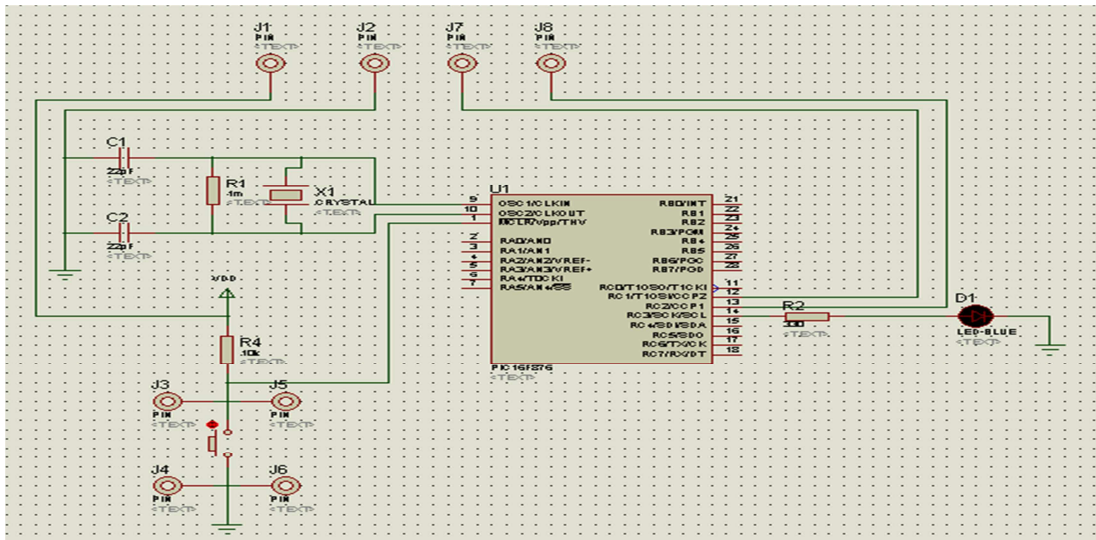 J1
PIN
<TEXT>
J2
PIN
<TEXT>
J7
PIN
<TEXT>
J8
PIN
<TEXT>
C1
22pF
<TEXT>
R1
1m
<TEXT>
X1
CRYSTAL
<TEXT>
C2
22pF
<TEXT>
VDD
R4
10k
<TEXT>
J3
PIN
<TEXT>
J5
PIN
<TEXT>
J4
PIN
<TEXT>
J6
PIN
<TEXT>
U1
9 OSC1/CLKIN
10 OSC2/CLKOUT
1 MCLR/Vpp/THV
2 RA0/AN0
3 RA1/AN1
4 RA2/AN2/VREF-
5 RA3/AN3/VREF+
6 RA4/T0CKI
7 RA5/AN4/SS
RB0/INT 21
RB1 22
RB2 23
RB3/PGM 24
RB4 25
RB5 26
RB6/PGC 27
RB7/PGD 28
RC0/T1OSO/T1CKI 11
RC1/T1OSI/CCP2 12
RC2/CCP1 13
RC3/SCK/SCL 14
RC4/SDI/SDA 15
RC5/SDO 16
RC6/TX/CK 17
RC7/RX/DT 18
PIC16F876
<TEXT>
R2
<TEXT>
D1
LED-BLUE
<TEXT>